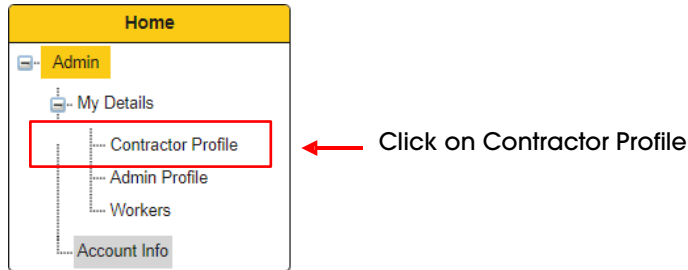 Home
Admin
My Details
Contractor Profile
Click on Contractor Profile
Admin Profile
Workers
Account Info